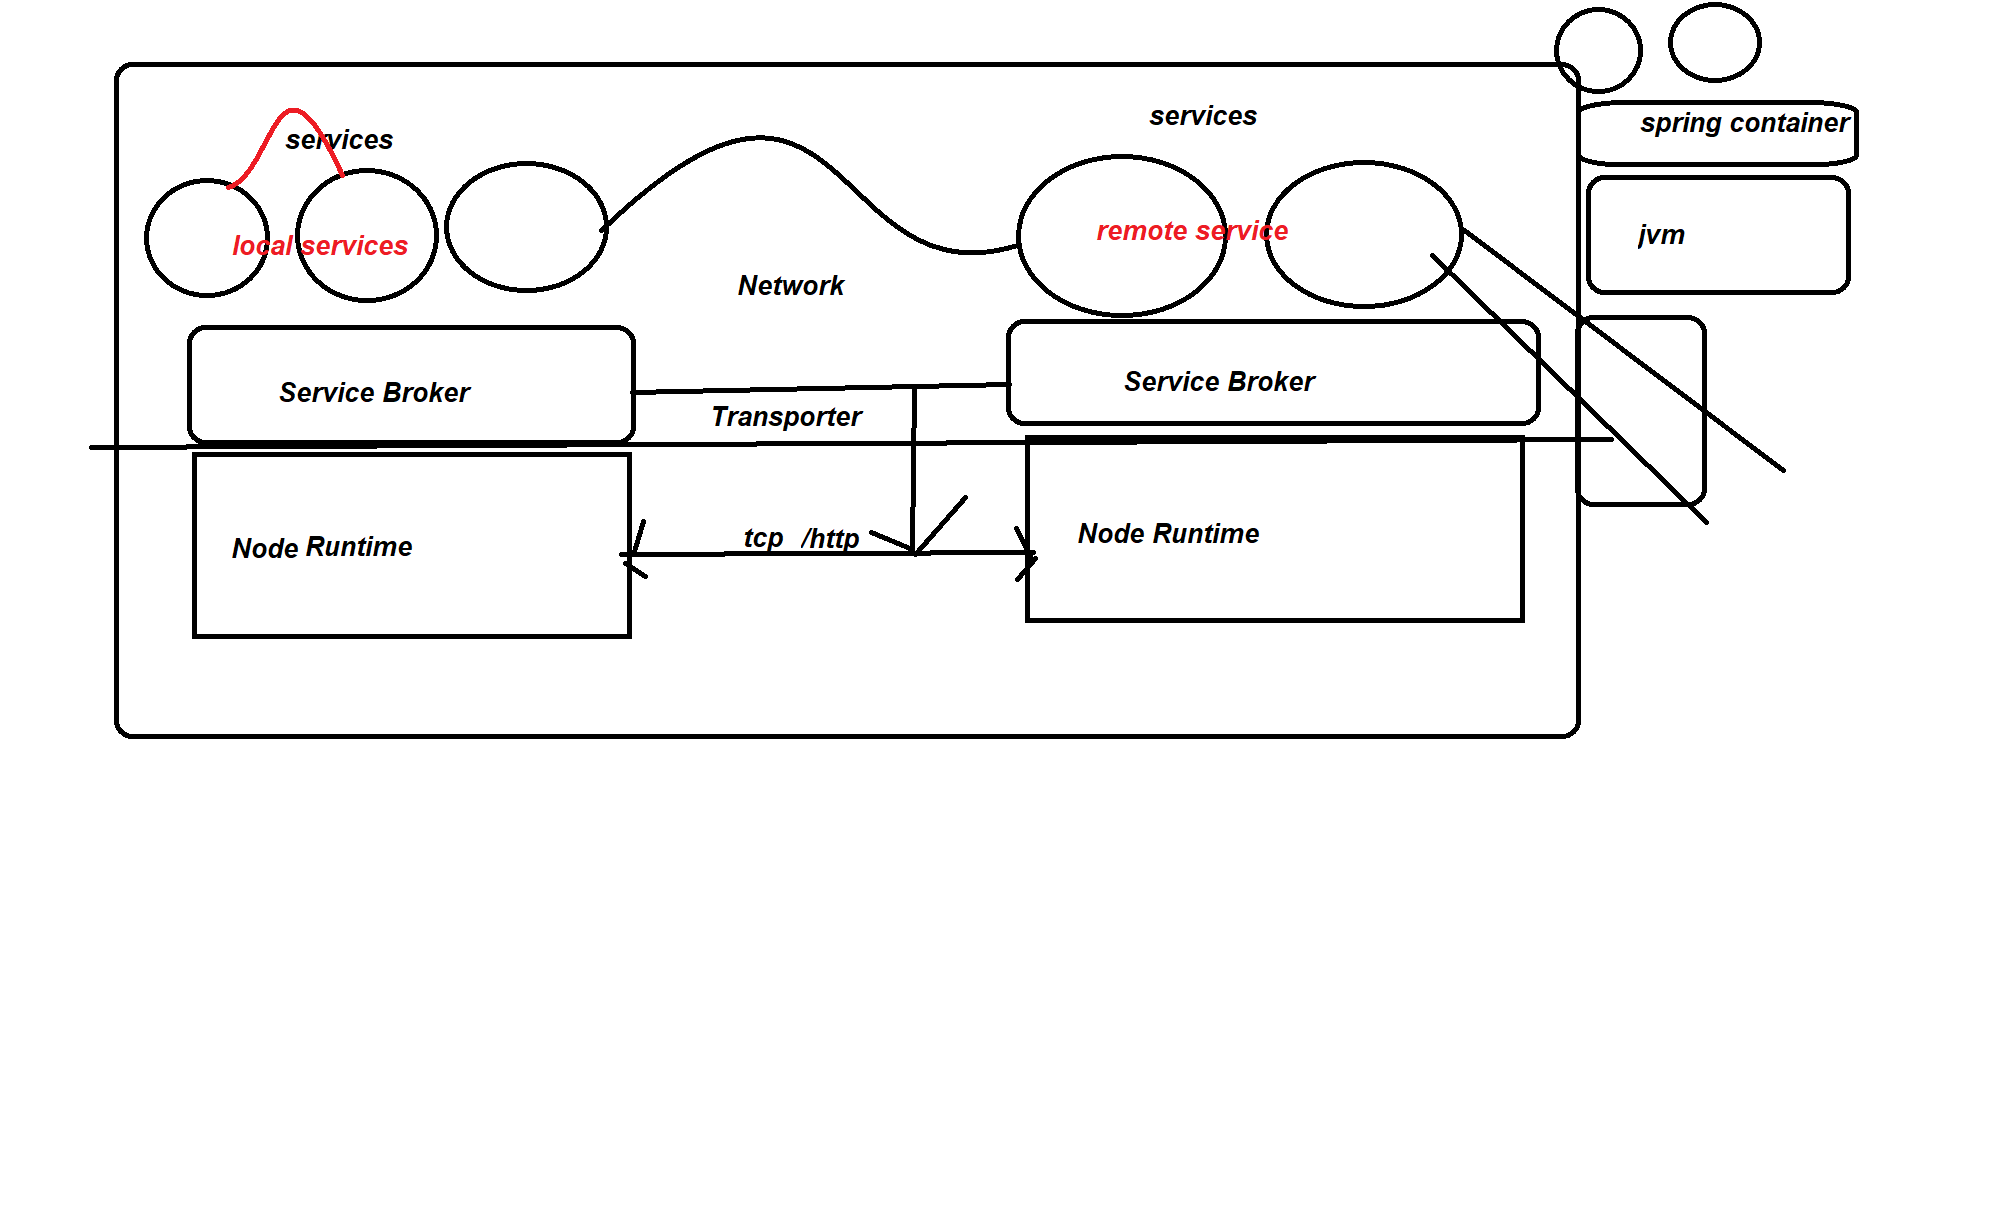 services
services
spring container
local services
remote service
jvm
Network
Service Broker
Service Broker
Transporter
Node Runtime
tcp /http
Node Runtime